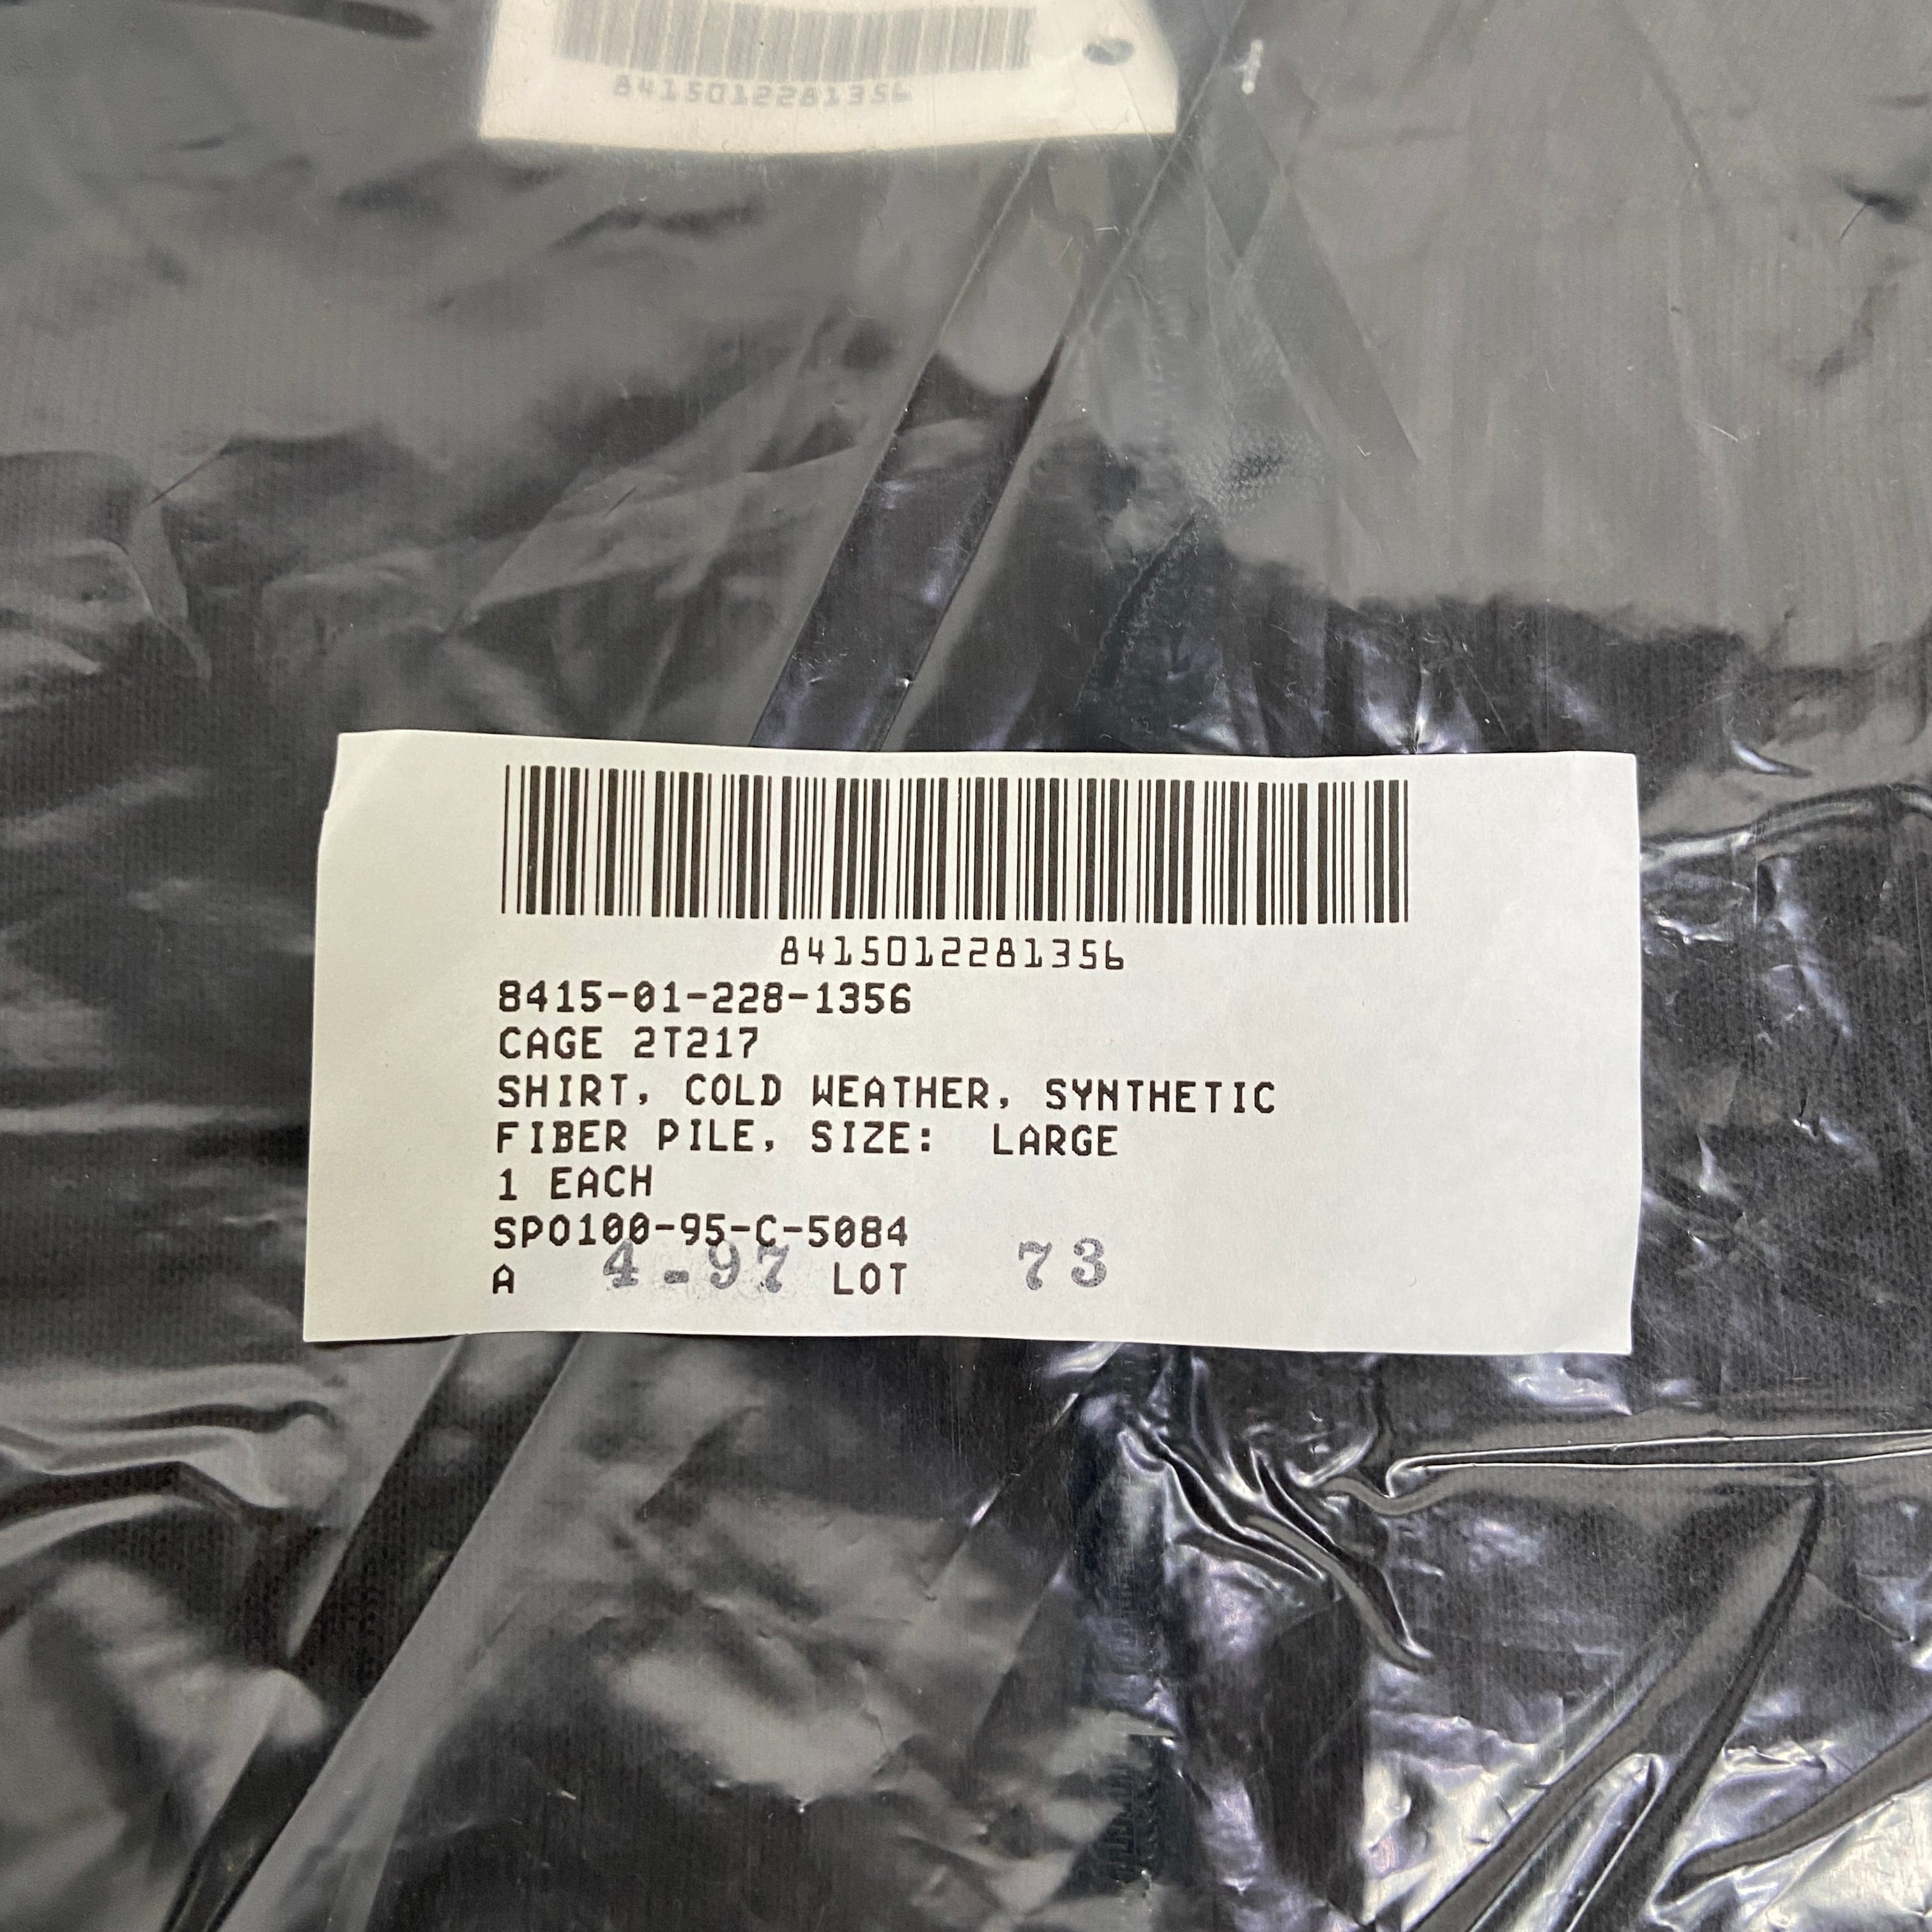 8415012281356
8415012281356
8415-01-228-1356
CAGE 2T217
SHIRT, COLD WEATHER, SYNTHETIC
FIBER PILE, SIZE: LARGE
1 EACH
SPO100-95-C-5084
A 4-97 LOT 73